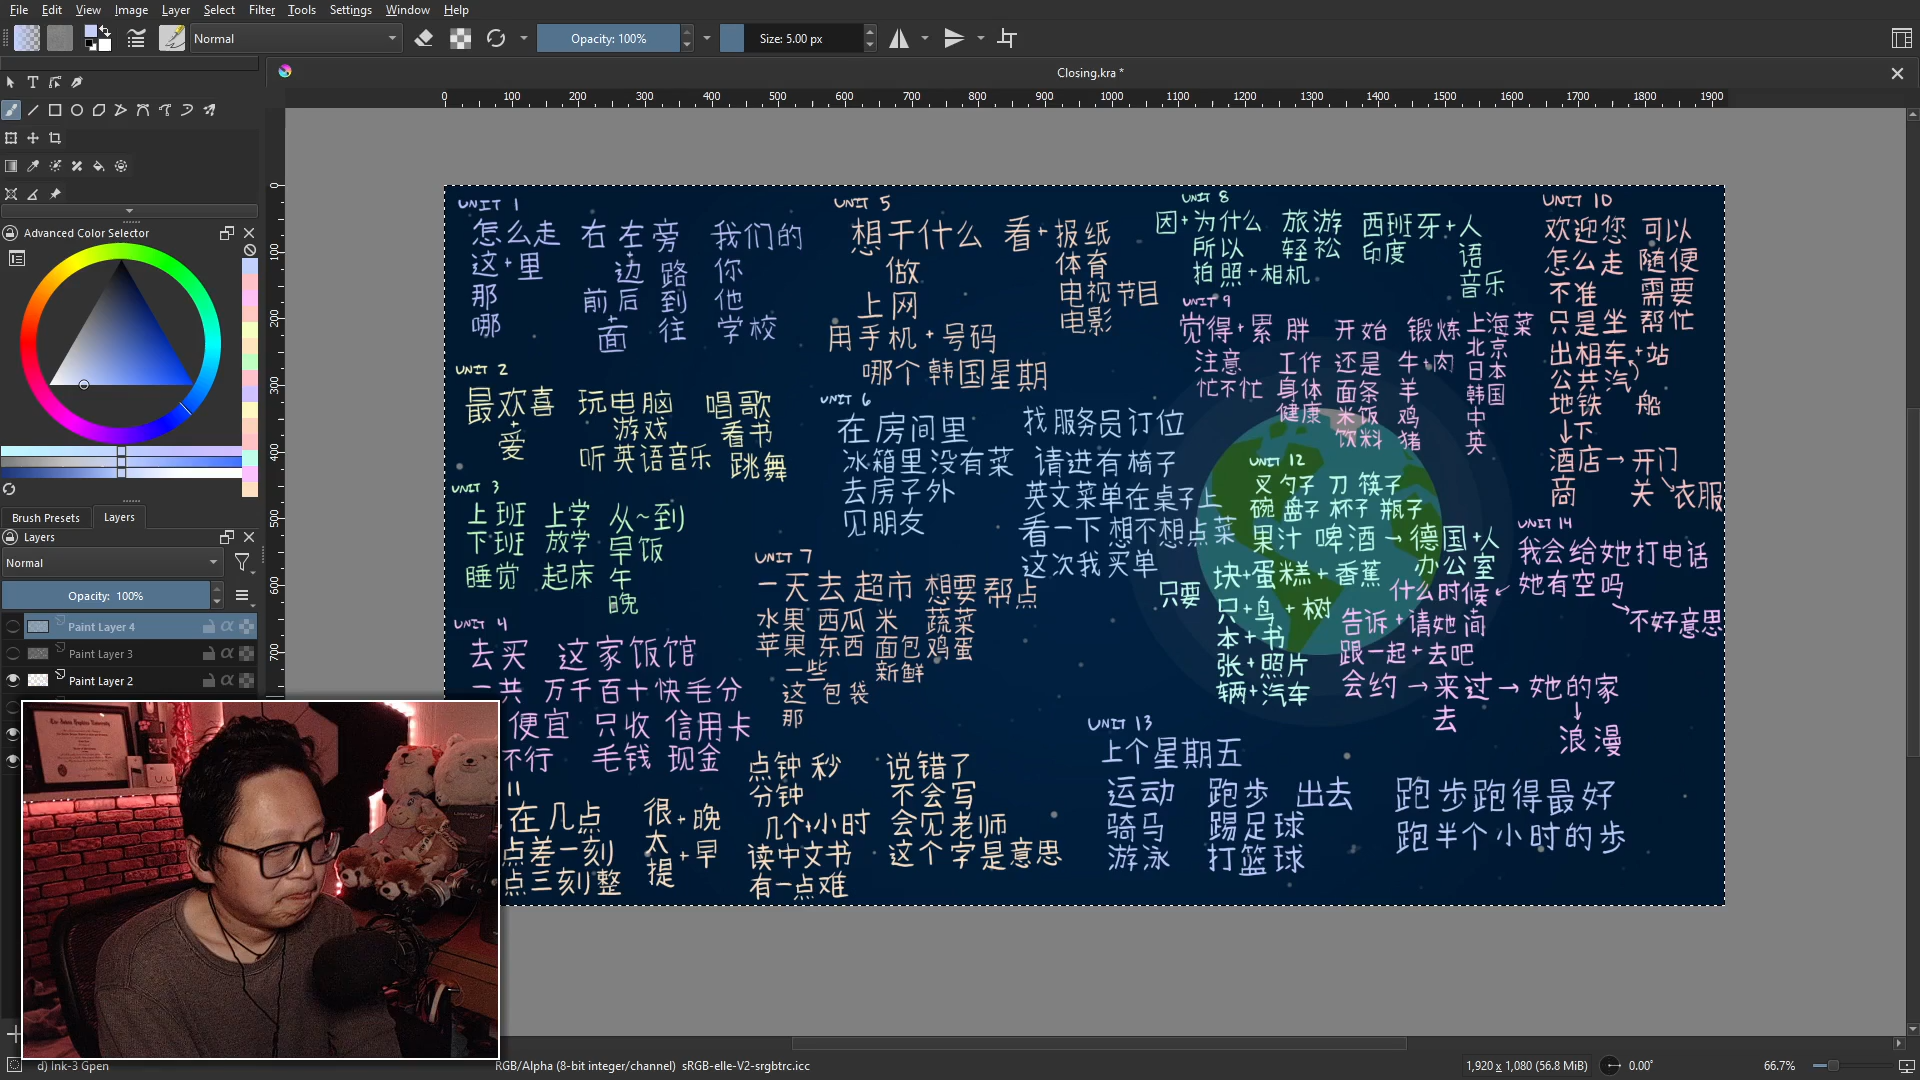 File Edit View Image Layer Select Filter Tools Settings Window Help
Normal
Opacity: 100%
Size: 5.00 px
Closing.kra *
0 100 200 300 400 500 600 700 800 900 1000 1100 1200 1300 1400 1500 1600 1700 1800 1900
Advanced Color Selector
Brush Presets Layers
Layers
Normal
Opacity: 100%
Paint Layer 4
Paint Layer 3
Paint Layer 2
0
100
200
300
400
500
600
700
UNIT 1
怎么走 右左旁 我们的
这+里 +边 路 你
那 前后 到 他
哪 +面 往 学校
UNIT 2
最欢喜 玩电脑 唱歌
+爱 游戏 看书
听英语音乐 跳舞
UNIT 3
上班 上学 从~到
下班 放学 早饭
睡觉 起床 午
晚
UNIT 4
去买 这家饭馆
一共 万千百十快毛分
便宜 只收 信用卡
不行 毛钱 现金
UNIT 5
想干什么 看+报纸
做 体育
上网 电视节目
用手机+号码 电影
哪个韩国星期
UNIT 6
在房间里 找服务员订位
冰箱里没有菜 请进有椅子
去房子外 英文菜单在桌子上
见朋友 看一下想不想点菜
这次我买单
UNIT 7
一天去超市 想要帮点
水果 西瓜 米 蔬菜
苹果 东西 面包 鸡蛋
一些 新鲜
这 包 袋
那
UNIT 8
因+为什么 旅游 西班牙+人
所以 轻松 印度 语
拍照+相机 音乐
UNIT 9
觉得+累 胖 开始 锻炼 上海菜
注意 工作 还是 牛+肉 北京
忙不忙 身体 面条 羊 日本
健康 米饭 鸡 韩国
饮料 猪 中
英
UNIT 10
欢迎您 可以
怎么走 随便
不准 需要
只是坐 帮忙
出租车+站
公共汽
地铁 船
↓下
酒店→开门
商 关 衣服
11
在几点 很+晚
点差一刻 太
点三刻整 提+早
点钟 秒 说错了
分钟 不会写
几个+小时 会见老师
读中文书 这个字是意思
有一点难
UNIT 12
叉勺子 刀 筷子
碗 盘子 杯子 瓶子
果汁 啤酒→德国+人
办公室
块+蛋糕+香蕉
只要 只+鸟+树
本+书
张+照片
辆+汽车
UNIT 13
上个星期五
运动 跑步 出去 跑步跑得最好
骑马 踢足球 跑半个小时的步
游泳 打篮球
UNIT 14
我会给她打电话
什么时候 她有空吗
告诉+请她 不好意思
跟一起+去吧
会约→来过→她的家
去 ↓
浪漫
d) Ink-3 Gpen
RGB/Alpha (8-bit integer/channel) sRGB-elle-V2-srgbtrc.icc
1,920 x 1,080 (56.8 MiB)
0.00°
66.7%